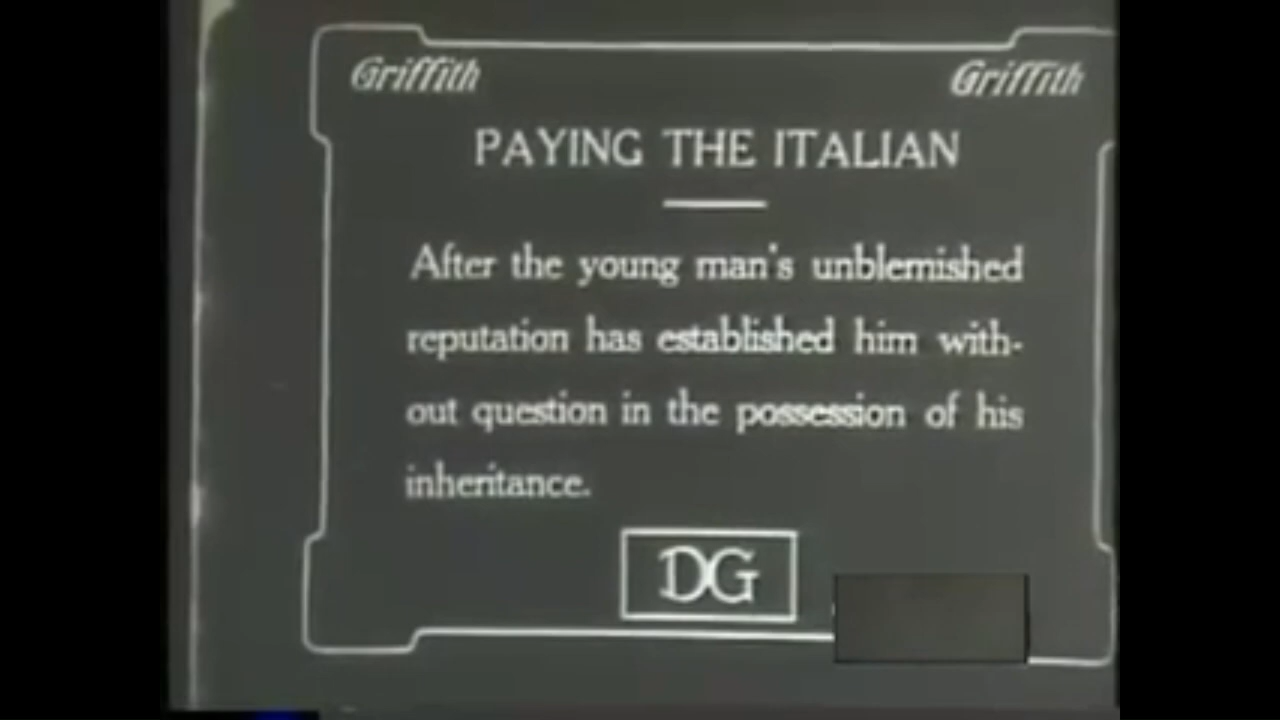 Griffith Griffith
PAYING THE ITALIAN
After the young man's unblemished
reputation has established him with-
out question in the possession of his
inheritance.
DG